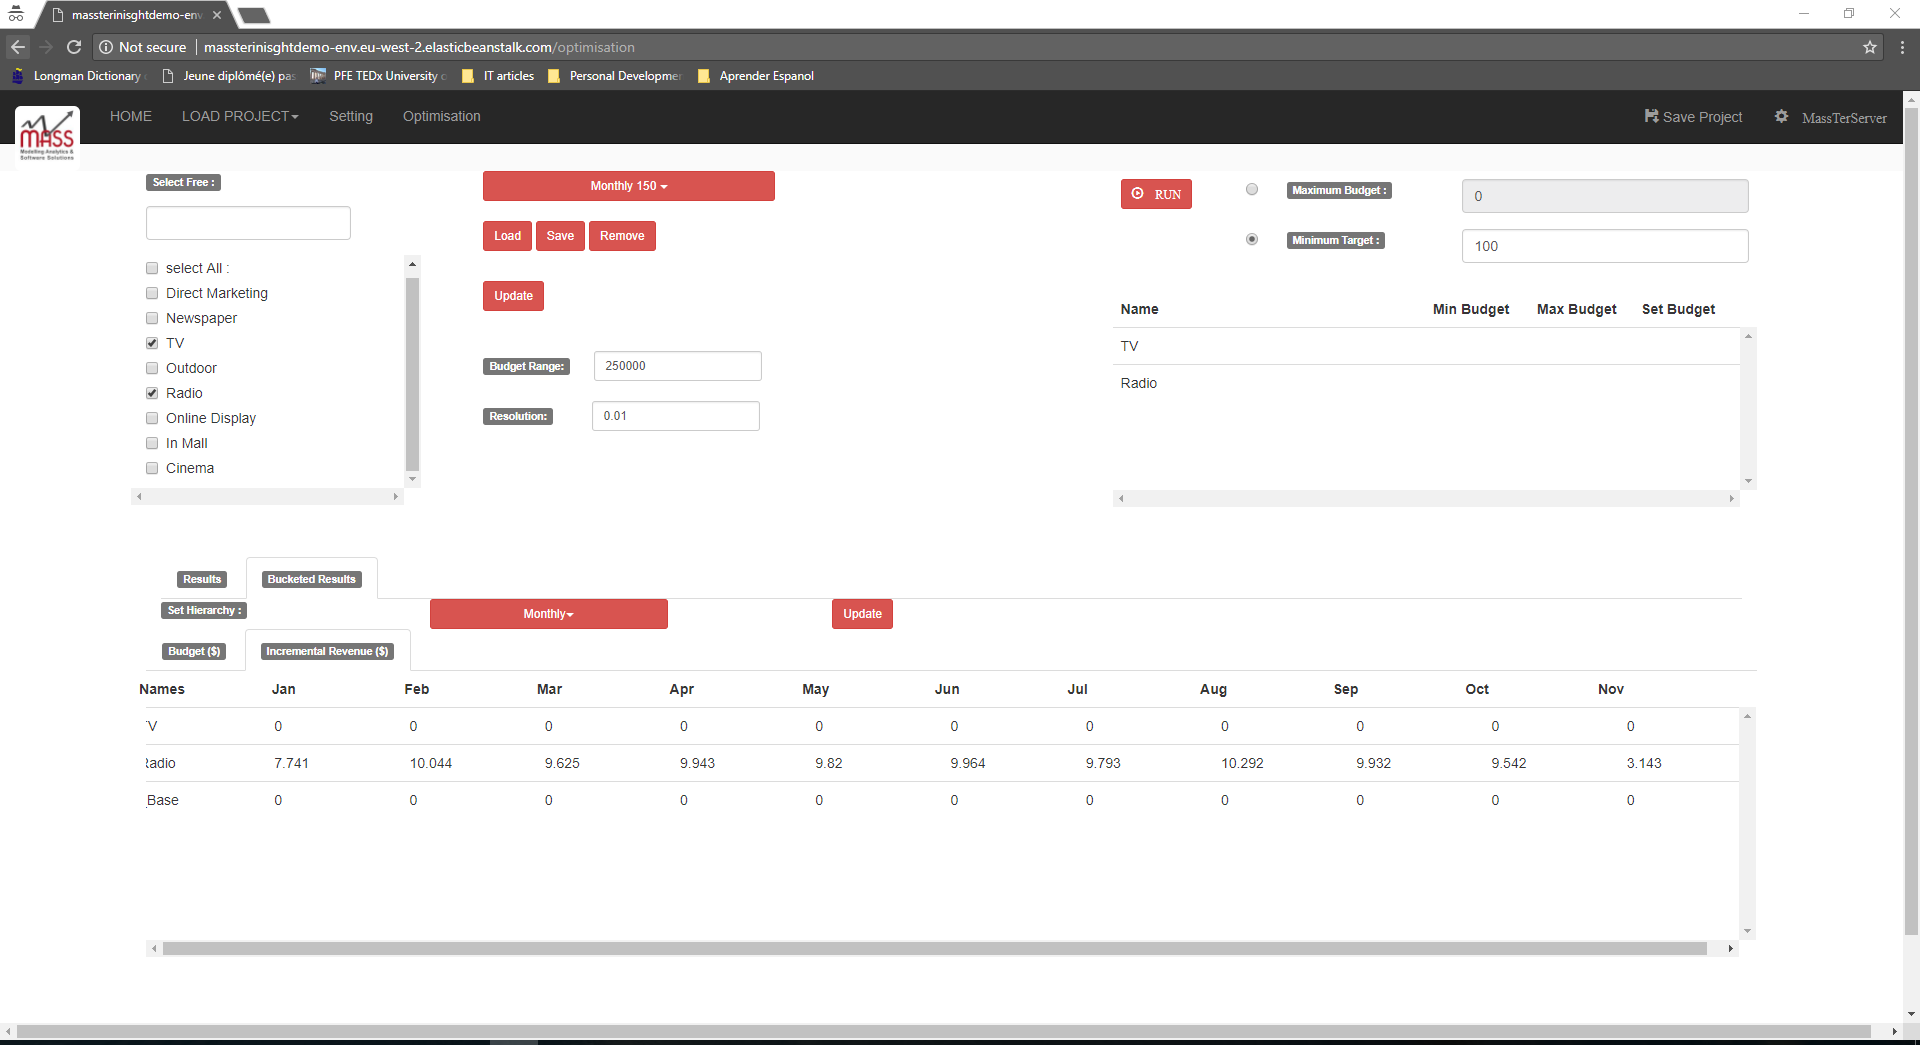 massterinisghtdemo-env
Not secure massterinisghtdemo-env.eu-west-2.elasticbeanstalk.com/optimisation
Longman Dictionary Jeune diplômé(e) pas PFE TEDx University o IT articles Personal Developme Aprender Espanol
MASS
Modelling Analytics &
Software Solutions
HOME LOAD PROJECT Setting Optimisation Save Project MassTerServer
Select Free :
Monthly 150
RUN
Maximum Budget :
0
Load Save Remove
Minimum Target :
100
select All :
Direct Marketing
Newspaper
TV
Outdoor
Radio
Online Display
In Mall
Cinema
Update
Budget Range:
250000
Resolution:
0.01
Name Min Budget Max Budget Set Budget
TV
Radio
Results Bucketed Results
Set Hierarchy : Monthly Update
Budget ($) Incremental Revenue ($)
Names Jan Feb Mar Apr May Jun Jul Aug Sep Oct Nov
TV 0 0 0 0 0 0 0 0 0 0 0
Radio 7.741 10.044 9.625 9.943 9.82 9.964 9.793 10.292 9.932 9.542 3.143
_Base 0 0 0 0 0 0 0 0 0 0 0